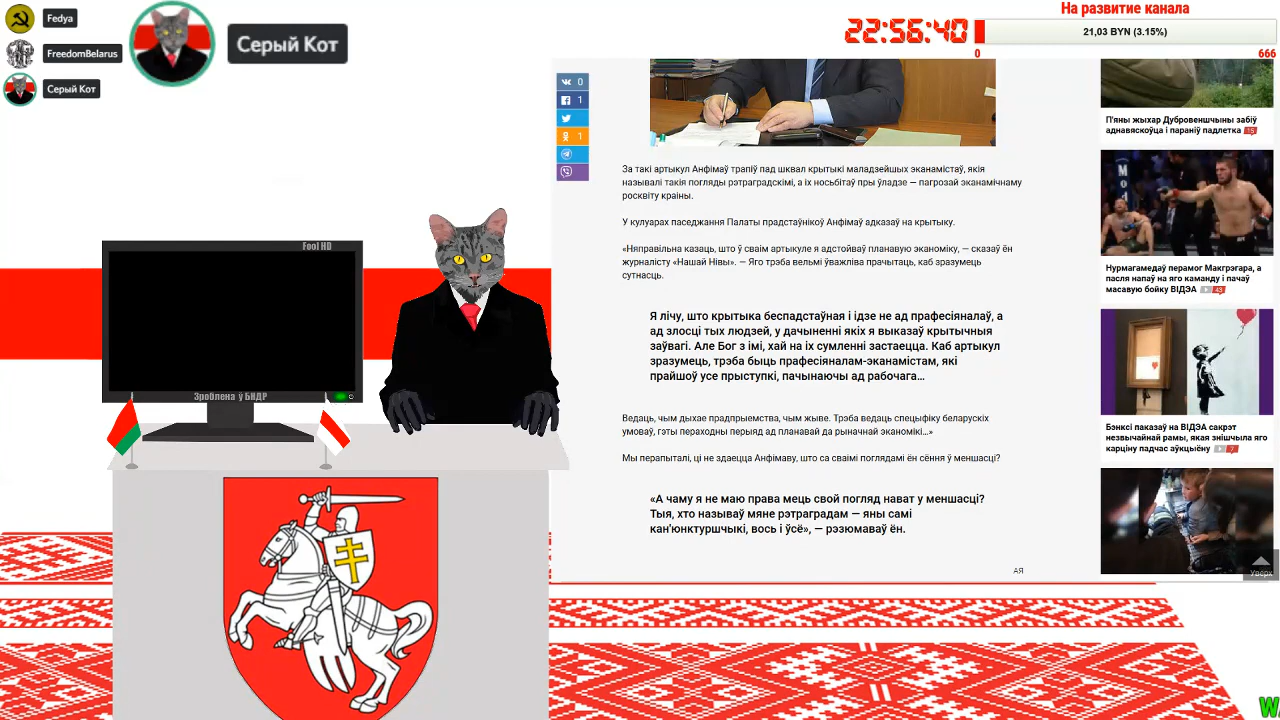 Fedya
FreedomBelarus
Серый Кот
Серый Кот
22:56:40
На развитие канала
21,03 BYN (3.15%)
0
666
0
1
1
За такі артыкул Анфімаў трапіў пад шквал крытыкі маладзейшых эканамістаў, якія
называлі такія погляды рэтраградскімі, а іх носьбітаў пры ўладзе — пагрозай эканамічнаму
росквіту краіны.
У кулуарах паседжання Палаты прадстаўнікоў Анфімаў адказаў на крытыку.
«Няправільна казаць, што ў сваім артыкуле я адстойваў планавую эканоміку, — сказаў ён
журналісту «Нашай Нівы». — Яго трэба вельмі ўважліва прачытаць, каб зразумець
сутнасць.
Я лічу, што крытыка беспадстаўная і ідзе не ад прафесіяналаў, а
ад злосці тых людзей, у дачыненні якіх я выказаў крытычныя
заўвагі. Але Бог з імі, хай на іх сумленні застаецца. Каб артыкул
зразумець, трэба быць прафесіяналам-эканамістам, які
прайшоў усе прыступкі, пачынаючы ад рабочага...
Ведаць, чым дыхае прадпрыемства, чым жыве. Трэба ведаць спецыфіку беларускіх
умоваў, гэты пераходны перыяд ад планавай да рыначнай эканомікі...»
Мы перапыталі, ці не здаецца Анфімаву, што са сваімі поглядамі ён сёння ў меншасці?
«А чаму я не маю права мець свой погляд нават у меншасці?
Тыя, хто называў мяне рэтраградам — яны самі
кан'юнктуршчыкі, вось і ўсё», — рэзюмаваў ён.
АЯ
П'яны жыхар Дубровеншчыны забіў
аднавяскоўца і параніў падлетка 15
Нурмагамедаў перамог Макгрэгара, а
пасля напаў на яго каманду і пачаў
масавую бойку ВІДЭА 43
Бэнксі паказаў на ВІДЭА сакрэт
незвычайнай рамы, якая знішчыла яго
карціну падчас аўкцыёну 7
Уверх
Fool HD
Зроблена ў БНДР